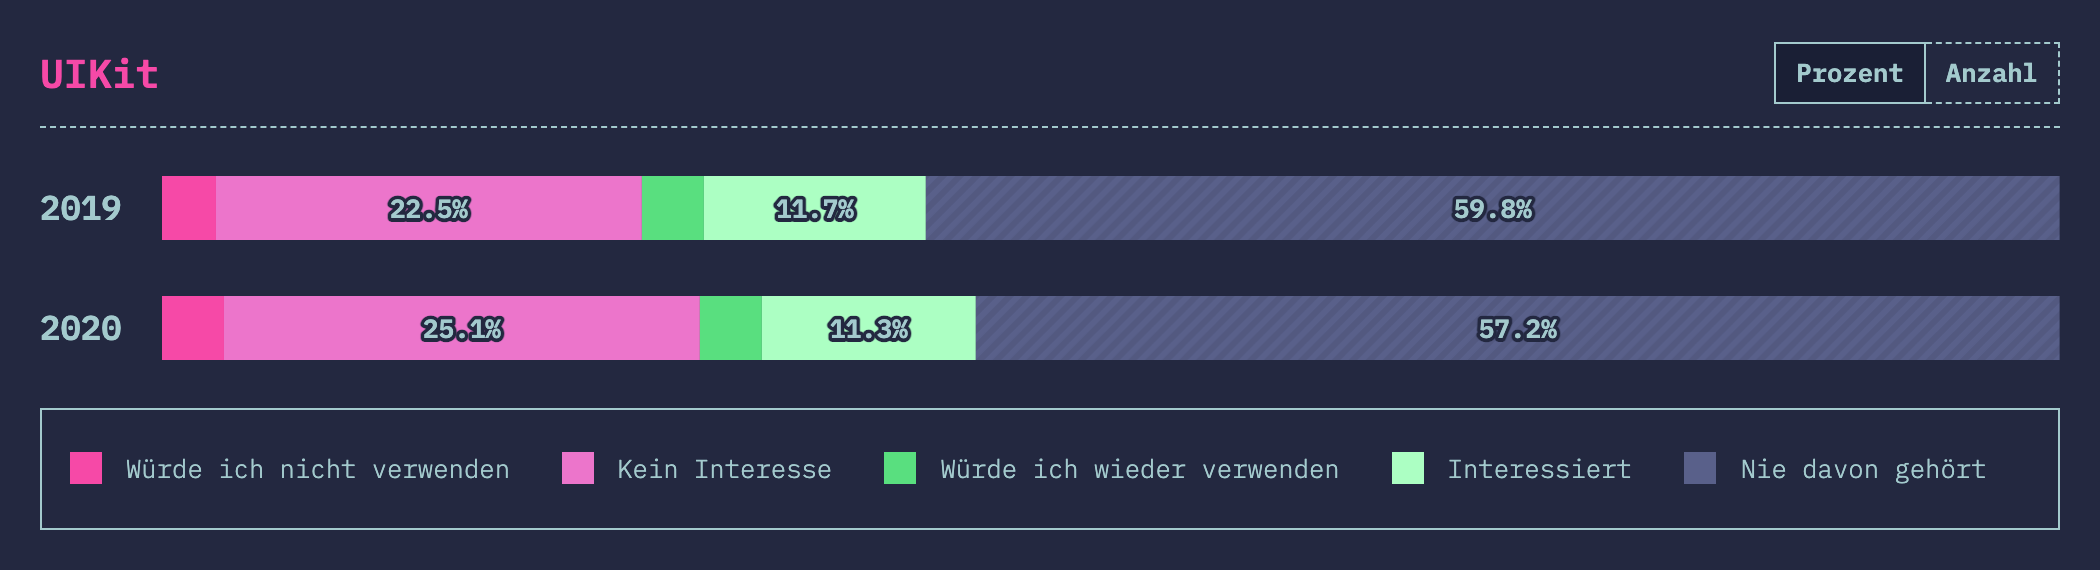 UIKit
Prozent Anzahl
2019 22.5% 11.7% 59.8%
2020 25.1% 11.3% 57.2%
Würde ich nicht verwenden Kein Interesse Würde ich wieder verwenden Interessiert Nie davon gehört